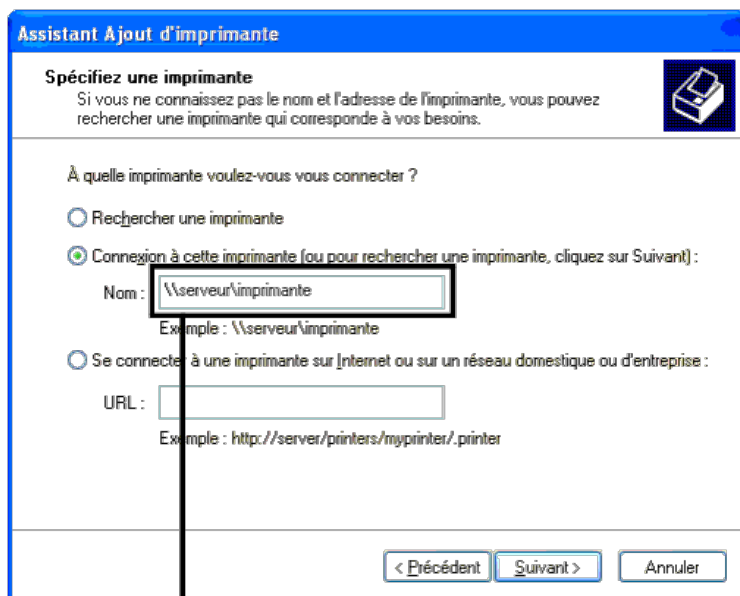 Assistant Ajout d'imprimante
Spécifiez une imprimante
Si vous ne connaissez pas le nom et l'adresse de l'imprimante, vous pouvez
rechercher une imprimante qui corresponde à vos besoins.
À quelle imprimante voulez-vous vous connecter ?
Rechercher une imprimante
Connexion à cette imprimante (ou pour rechercher une imprimante, cliquez sur Suivant) :
Nom : \\serveur\imprimante
Exemple : \\serveur\imprimante
Se connecter à une imprimante sur Internet ou sur un réseau domestique ou d'entreprise :
URL :
Exemple : http://server/printers/myprinter/.printer
< Précédent Suivant > Annuler